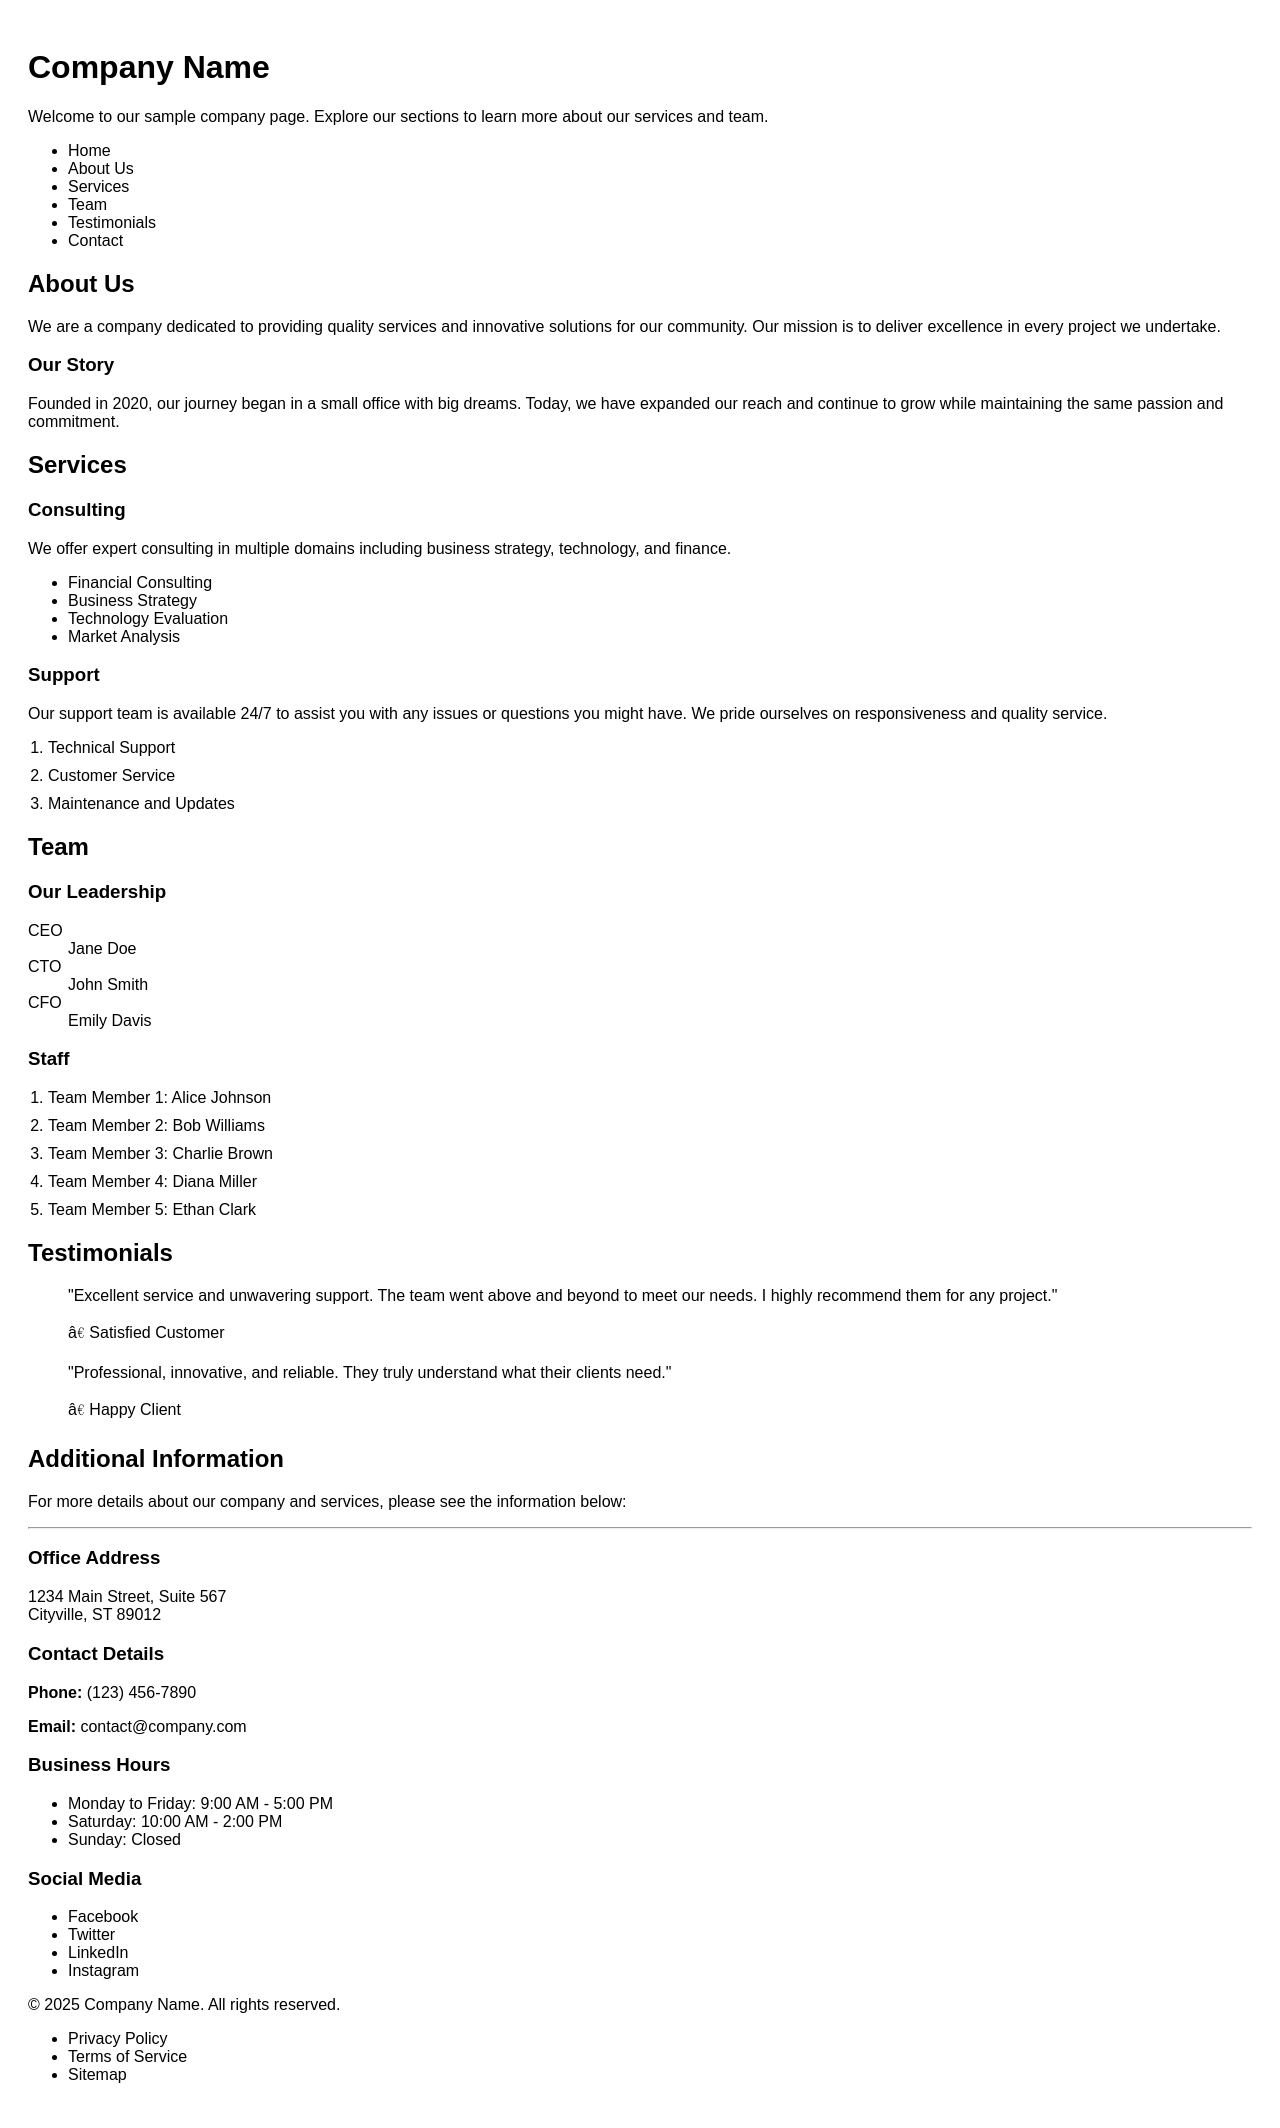 Company Name
Welcome to our sample company page. Explore our sections to learn more about our services and team.
• Home
• About Us
• Services
• Team
• Testimonials
• Contact
About Us
We are a company dedicated to providing quality services and innovative solutions for our community. Our mission is to deliver excellence in every project we undertake.
Our Story
Founded in 2020, our journey began in a small office with big dreams. Today, we have expanded our reach and continue to grow while maintaining the same passion and
commitment.
Services
Consulting
We offer expert consulting in multiple domains including business strategy, technology, and finance.
• Financial Consulting
• Business Strategy
• Technology Evaluation
• Market Analysis
Support
Our support team is available 24/7 to assist you with any issues or questions you might have. We pride ourselves on responsiveness and quality service.
1. Technical Support
2. Customer Service
3. Maintenance and Updates
Team
Our Leadership
CEO
Jane Doe
CTO
John Smith
CFO
Emily Davis
Staff
1. Team Member 1: Alice Johnson
2. Team Member 2: Bob Williams
3. Team Member 3: Charlie Brown
4. Team Member 4: Diana Miller
5. Team Member 5: Ethan Clark
Testimonials
"Excellent service and unwavering support. The team went above and beyond to meet our needs. I highly recommend them for any project."
â€ Satisfied Customer
"Professional, innovative, and reliable. They truly understand what their clients need."
â€ Happy Client
Additional Information
For more details about our company and services, please see the information below:
Office Address
1234 Main Street, Suite 567
Cityville, ST 89012
Contact Details
Phone: (123) 456-7890
Email: contact@company.com
Business Hours
• Monday to Friday: 9:00 AM - 5:00 PM
• Saturday: 10:00 AM - 2:00 PM
• Sunday: Closed
Social Media
• Facebook
• Twitter
• LinkedIn
• Instagram
© 2025 Company Name. All rights reserved.
• Privacy Policy
• Terms of Service
• Sitemap